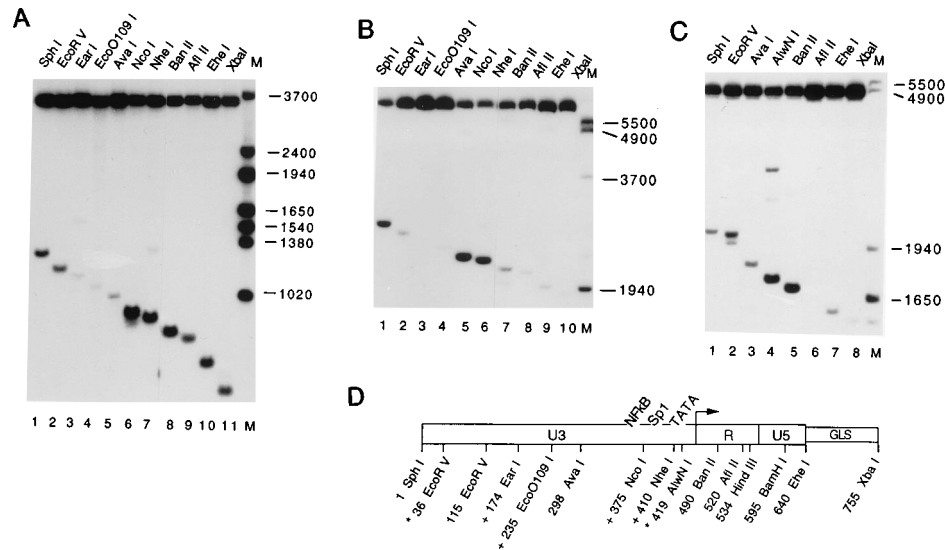 A
Sph I EcoR V Ear I EcoO109 I Ava I Nco I Nhe I Ban II Afl II Ehe I XbaI M
3700
2400
1940
1650
1540
1380
1020
1 2 3 4 5 6 7 8 9 10 11 M
B
Sph I EcoR V Ear I EcoO109 I Ava I Nco I Nhe I Ban II Afl II Ehe I XbaI M
5500
4900
3700
1940
1 2 3 4 5 6 7 8 9 10 M
C
Sph I EcoR V Ava I AlwN I Ban II Afl II Ehe I XbaI M
5500
4900
1940
1650
1 2 3 4 5 6 7 8 M
D
NFkB Sp1 TATA
U3 R U5 GLS
1 Sph I
* 36 EcoR V
115 EcoR V
+ 174 Ear I
+ 235 EcoO109 I
298 Ava I
+ 375 Nco I
+ 410 Nhe I
* 419 AlwN I
490 Ban II
520 Afl II
534 Hind III
595 BamH I
640 Ehe I
755 Xba I